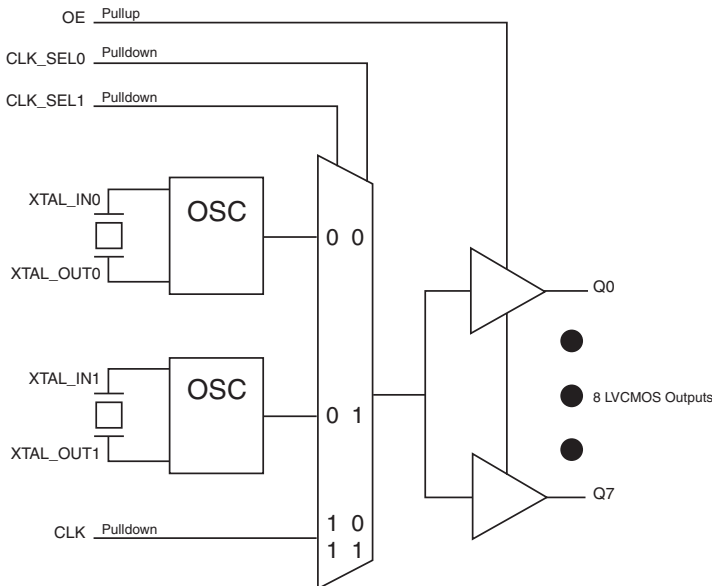 OE Pullup
CLK_SEL0 Pulldown
CLK_SEL1 Pulldown
XTAL_IN0
OSC
0 0
XTAL_OUT0
Q0
XTAL_IN1
OSC
8 LVCMOS Outputs
0 1
XTAL_OUT1
Q7
1 0
CLK Pulldown
1 1